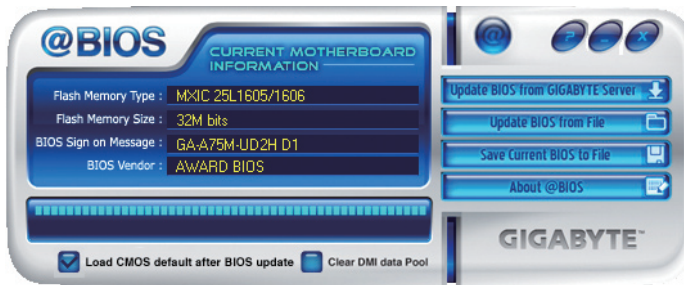 @BIOS
CURRENT MOTHERBOARD
INFORMATION
Flash Memory Type : MXIC 25L1605/1606
Flash Memory Size : 32M bits
BIOS Sign on Message : GA-A75M-UD2H D1
BIOS Vendor : AWARD BIOS
Load CMOS default after BIOS update Clear DMI data Pool
@ ? – X
Update BIOS from GIGABYTE Server
Update BIOS from File
Save Current BIOS to File
About @BIOS
GIGABYTE™